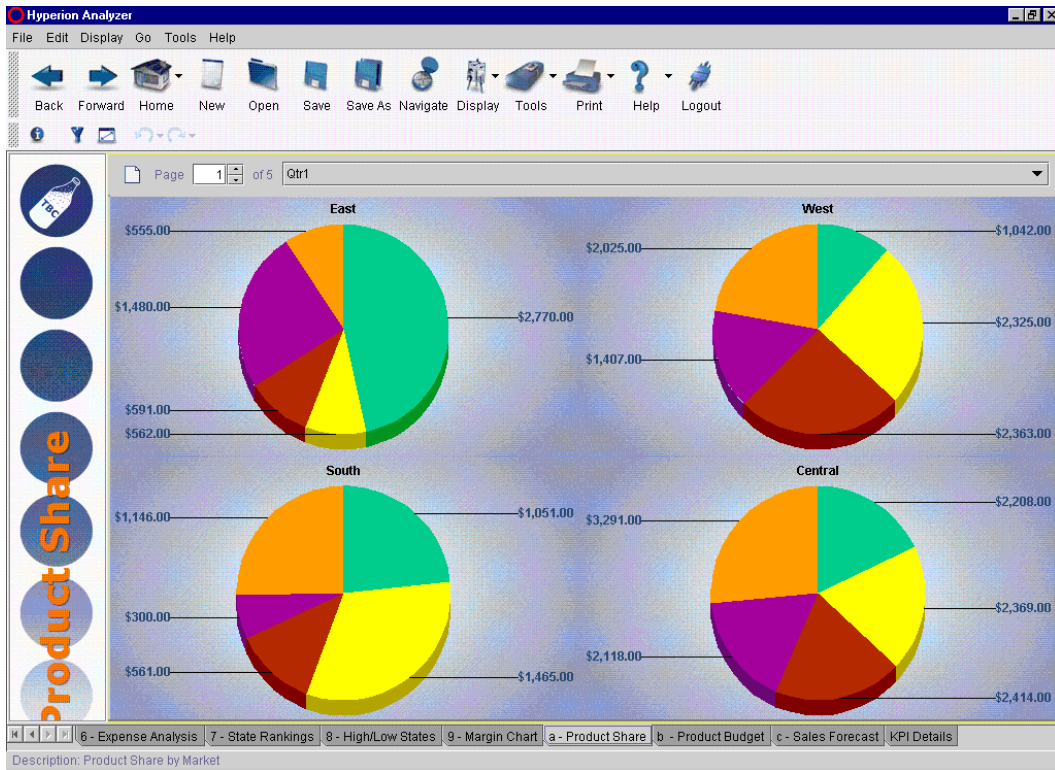 Hyperion Analyzer
File Edit Display Go Tools Help
Back Forward Home New Open Save Save As Navigate Display Tools Print Help Logout
Page 1 of 5 Qtr1
TBC
Product Share
East
$555.00
$1,480.00
$2,770.00
$591.00
$562.00
West
$1,042.00
$2,025.00
$2,325.00
$1,407.00
$2,363.00
South
$1,146.00
$1,051.00
$300.00
$561.00
$1,465.00
Central
$2,208.00
$3,291.00
$2,369.00
$2,118.00
$2,414.00
6 - Expense Analysis 7 - State Rankings 8 - High/Low States 9 - Margin Chart a - Product Share b - Product Budget c - Sales Forecast KPI Details
Description: Product Share by Market